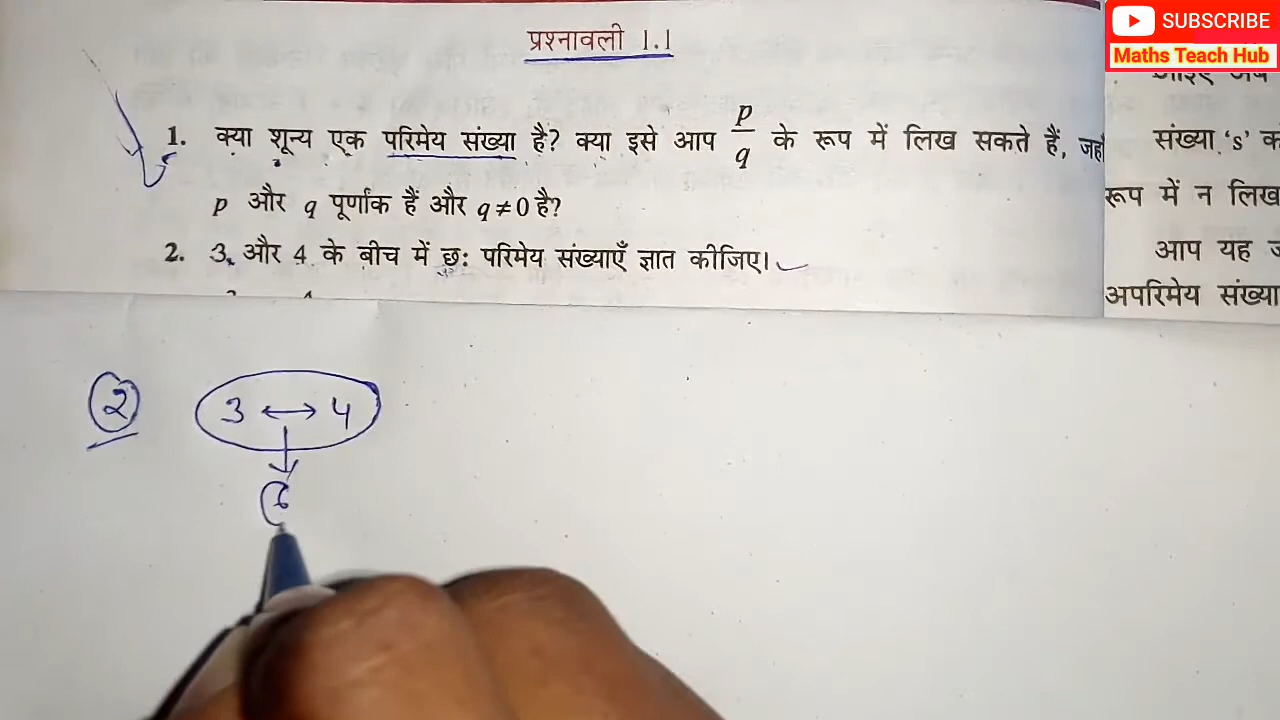 SUBSCRIBE
Maths Teach Hub
प्रश्नावली 1.1
1. क्या शून्य एक परिमेय संख्या है? क्या इसे आप p/q के रूप में लिख सकते हैं, जहाँ
p और q पूर्णांक हैं और q ≠ 0 है?
2. 3 और 4 के बीच में छः परिमेय संख्याएँ ज्ञात कीजिए।
संख्या 's' क
रूप में न लिख
आप यह ज
अपरिमेय संख्या
2 3 ↔ 4
6